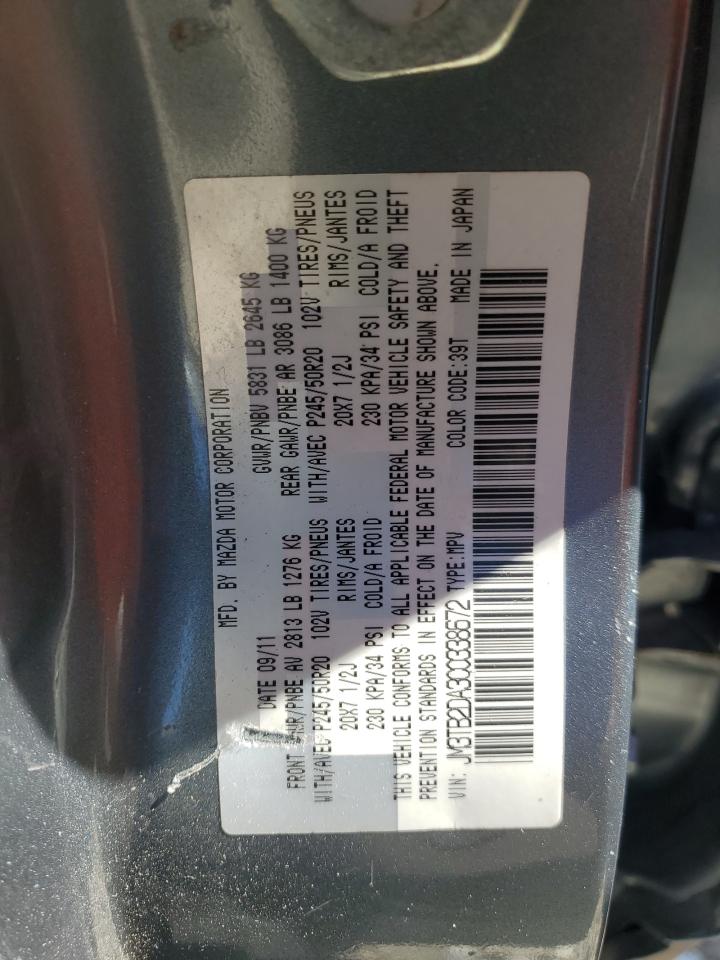 MFD. BY MAZDA MOTOR CORPORATION
DATE 09/11 GVWR/PNBV 5831 LB 2645 KG
FRONT GAWR/PNBE AV 2813 LB 1276 KG REAR GAWR/PNBE AR 3086 LB 1400 KG
WITH/AVEC P245/50R20 102V TIRES/PNEUS WITH/AVEC P245/50R20 102V TIRES/PNEUS
20X7 1/2J RIMS/JANTES 20X7 1/2J RIMS/JANTES
230 KPA/34 PSI COLD/A FROID 230 KPA/34 PSI COLD/A FROID
THIS VEHICLE CONFORMS TO ALL APPLICABLE FEDERAL MOTOR VEHICLE SAFETY AND THEFT
PREVENTION STANDARDS IN EFFECT ON THE DATE OF MANUFACTURE SHOWN ABOVE.
VIN: JM3TB2DA3C0338672 TYPE:MPV COLOR CODE:39T MADE IN JAPAN